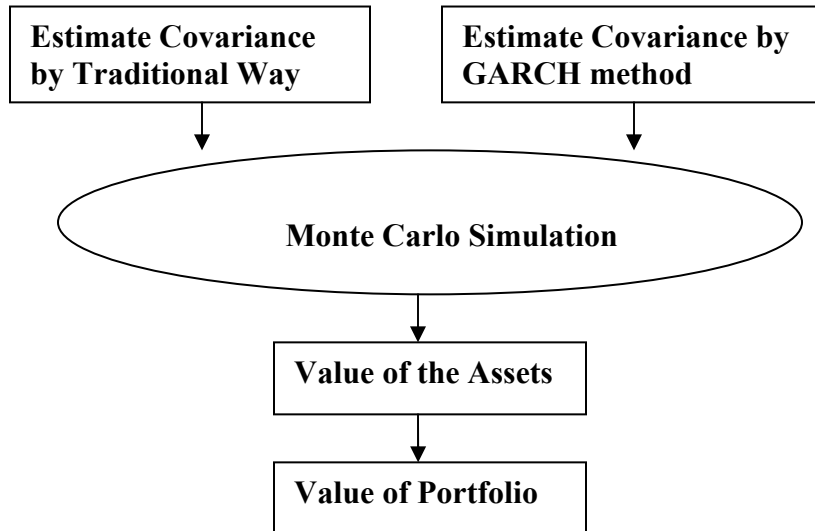 Estimate Covariance
by Traditional Way
Estimate Covariance by
GARCH method
Monte Carlo Simulation
Value of the Assets
Value of Portfolio